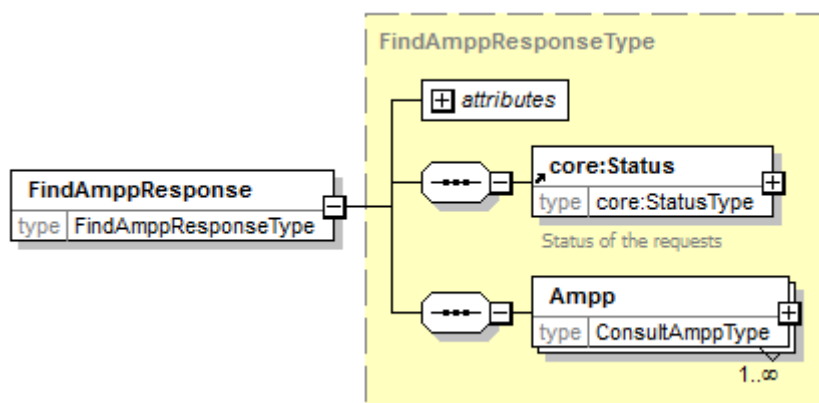 FindAmppResponseType
attributes
FindAmppResponse
type FindAmppResponseType
core:Status
type core:StatusType
Status of the requests
Ampp
type ConsultAmppType
1..∞